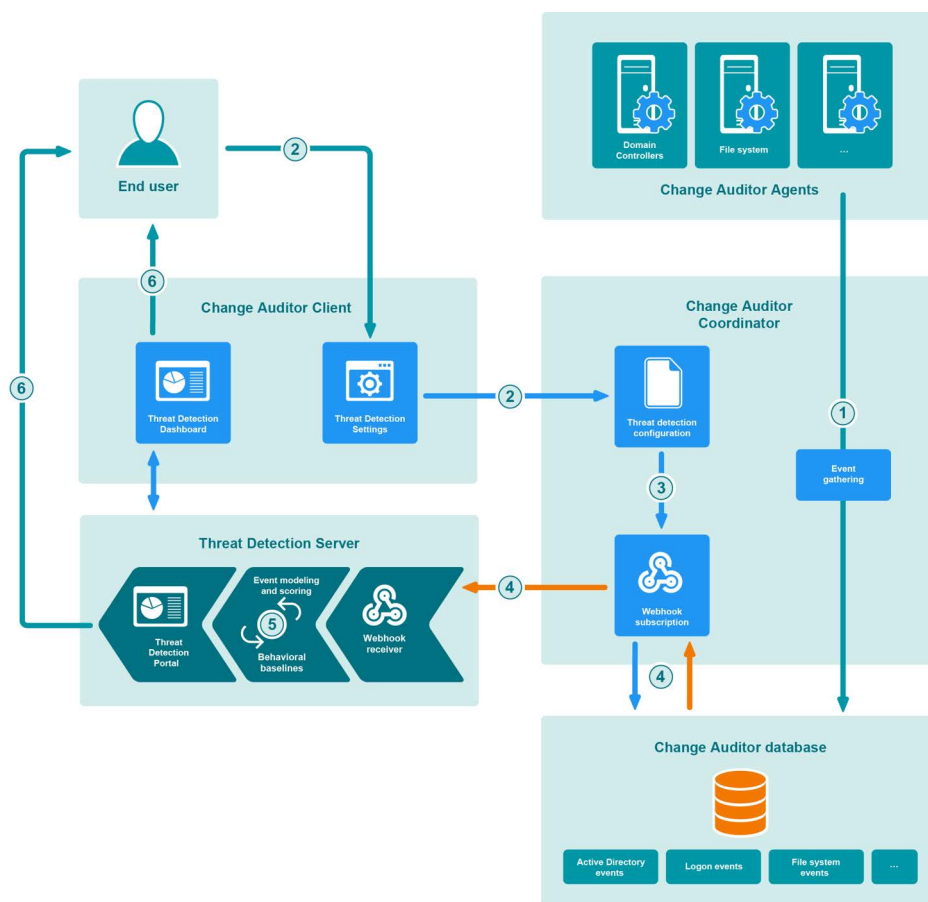 Domain
Controllers
File system
...
Change Auditor Agents
End user
2
6
Change Auditor Client
Threat Detection
Dashboard
Threat Detection
Settings
6
2
Change Auditor
Coordinator
Threat detection
configuration
1
3
Event
gathering
Webhook
subscription
4
4
Threat Detection Server
Threat
Detection
Portal
Event modeling
and scoring
5
Behavioral
baselines
Webhook
receiver
Change Auditor database
Active Directory
events
Logon events
File system
events
...